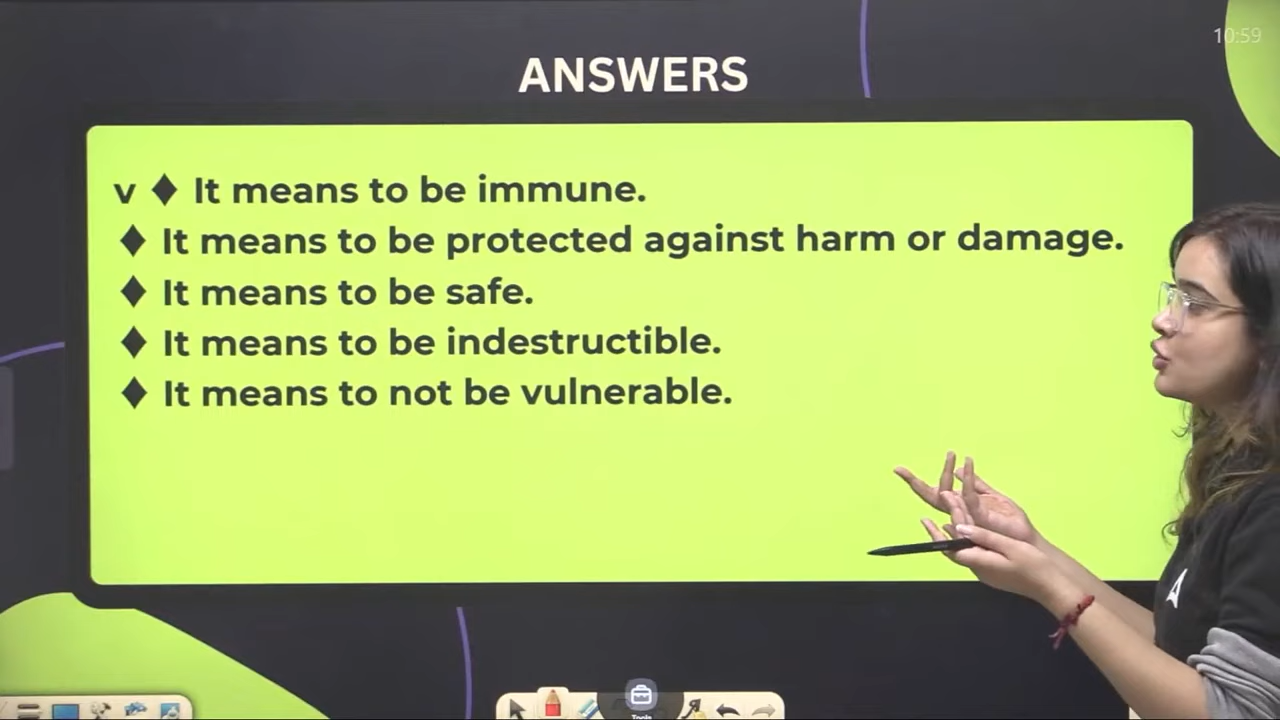 10:59
ANSWERS
v ♦ It means to be immune.
♦ It means to be protected against harm or damage.
♦ It means to be safe.
♦ It means to be indestructible.
♦ It means to not be vulnerable.
Tools